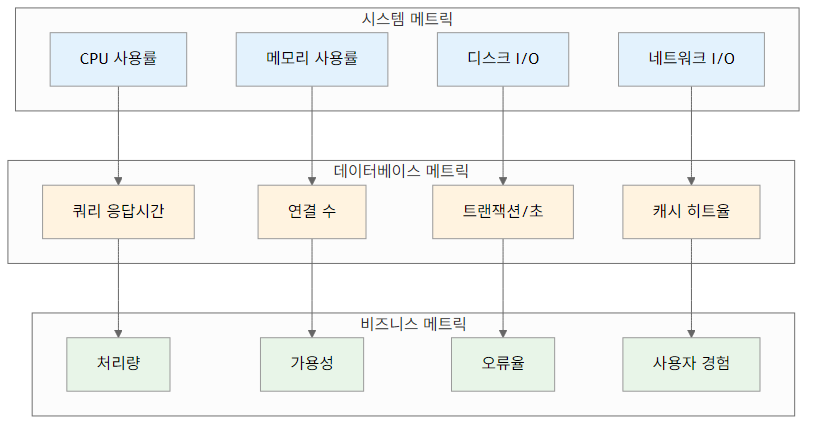 시스템 메트릭
CPU 사용률
메모리 사용률
디스크 I/O
네트워크 I/O
데이터베이스 메트릭
쿼리 응답시간
연결 수
트랜잭션/초
캐시 히트율
비즈니스 메트릭
처리량
가용성
오류율
사용자 경험